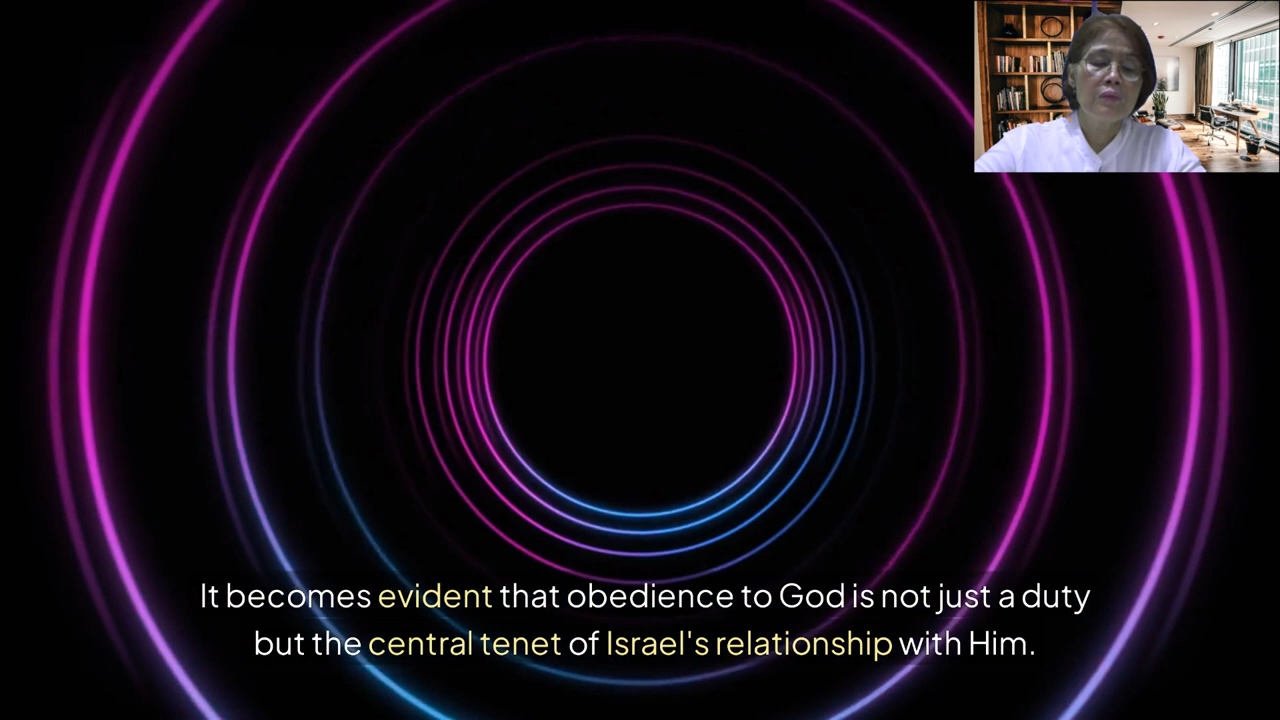 It becomes evident that obedience to God is not just a duty
but the central tenet of Israel's relationship with Him.